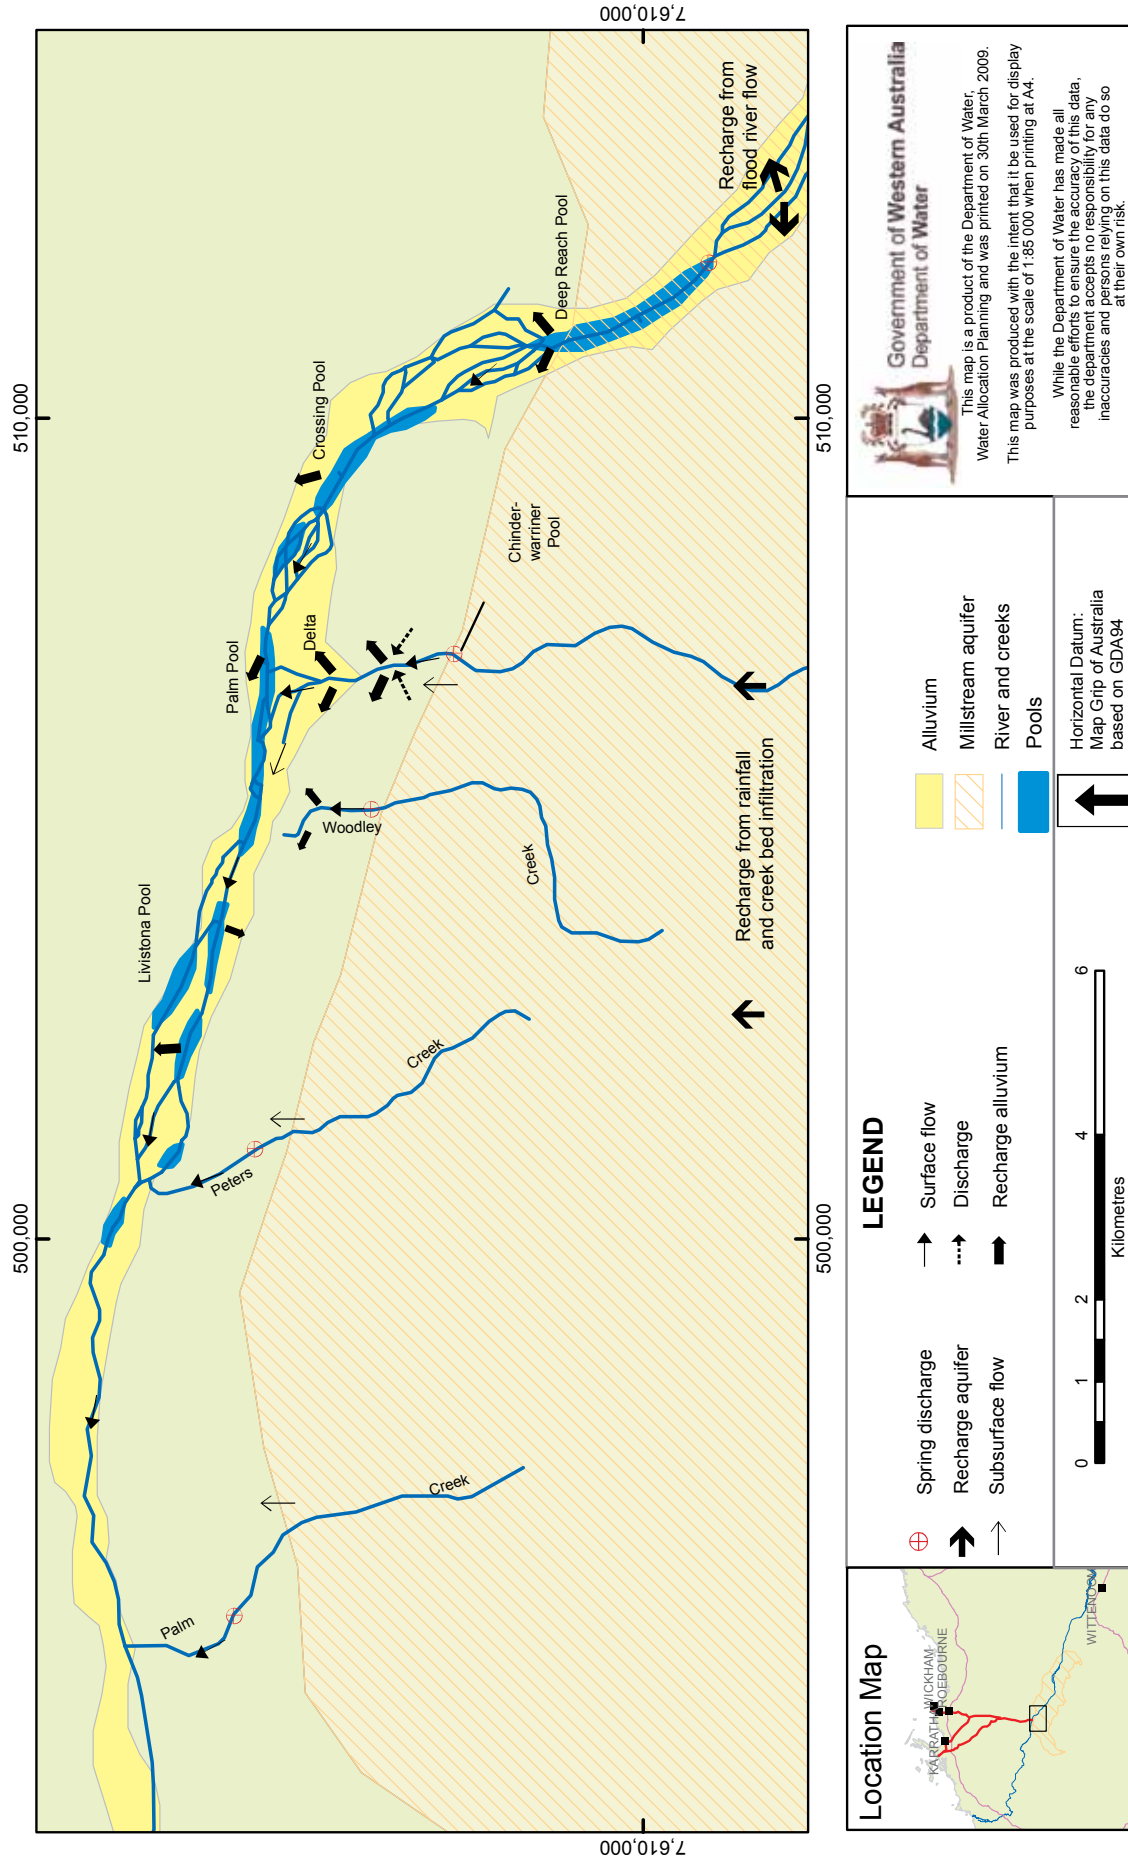 510,000
500,000
7,610,000
7,610,000
510,000
500,000
Livistona Pool
Palm Pool
Delta
Crossing Pool
Deep Reach Pool
Chinder-
warriner
Pool
Recharge from
flood river flow
Recharge from rainfall
and creek bed infiltration
Woodley
Creek
Peters
Creek
Palm
Creek
Location Map
KARRATHA
WICKHAM
ROEBOURNE
LEGEND
Spring discharge
Recharge aquifer
Subsurface flow
Surface flow
Discharge
Recharge alluvium
Alluvium
Millstream aquifer
River and creeks
Pools
0 1 2 4 6
Kilometres
Horizontal Datum:
Map Grip of Australia
based on GDA94
Government of Western Australia
Department of Water
This map is a product of the Department of Water,
Water Allocation Planning and was printed on 30th March 2009.
This map was produced with the intent that it be used for display
purposes at the scale of 1:85 000 when printing at A4.
While the Department of Water has made all
reasonable efforts to ensure the accuracy of this data,
the department accepts no responsibility for any
inaccuracies and persons relying on this data do so
at their own risk.